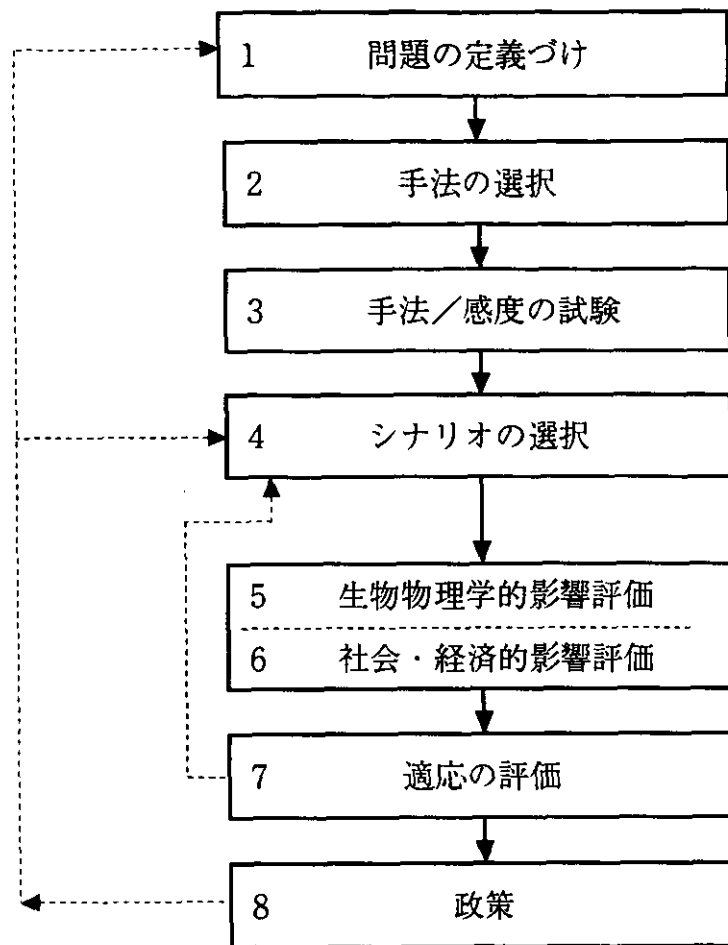 1 問題の定義づけ
2 手法の選択
3 手法／感度の試験
4 シナリオの選択
5 生物物理学的影響評価
6 社会・経済的影響評価
7 適応の評価
8 政策